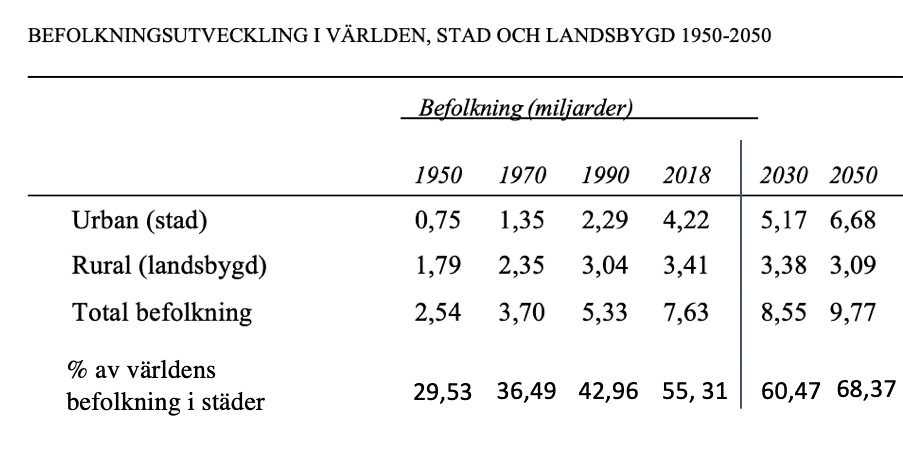 BEFOLKNINGSUTVECKLING I VÄRLDEN, STAD OCH LANDSBYGD 1950-2050
Befolkning (miljarder)
1950 1970 1990 2018 2030 2050
Urban (stad) 0,75 1,35 2,29 4,22 5,17 6,68
Rural (landsbygd) 1,79 2,35 3,04 3,41 3,38 3,09
Total befolkning 2,54 3,70 5,33 7,63 8,55 9,77
% av världens
befolkning i städer 29,53 36,49 42,96 55, 31 60,47 68,37